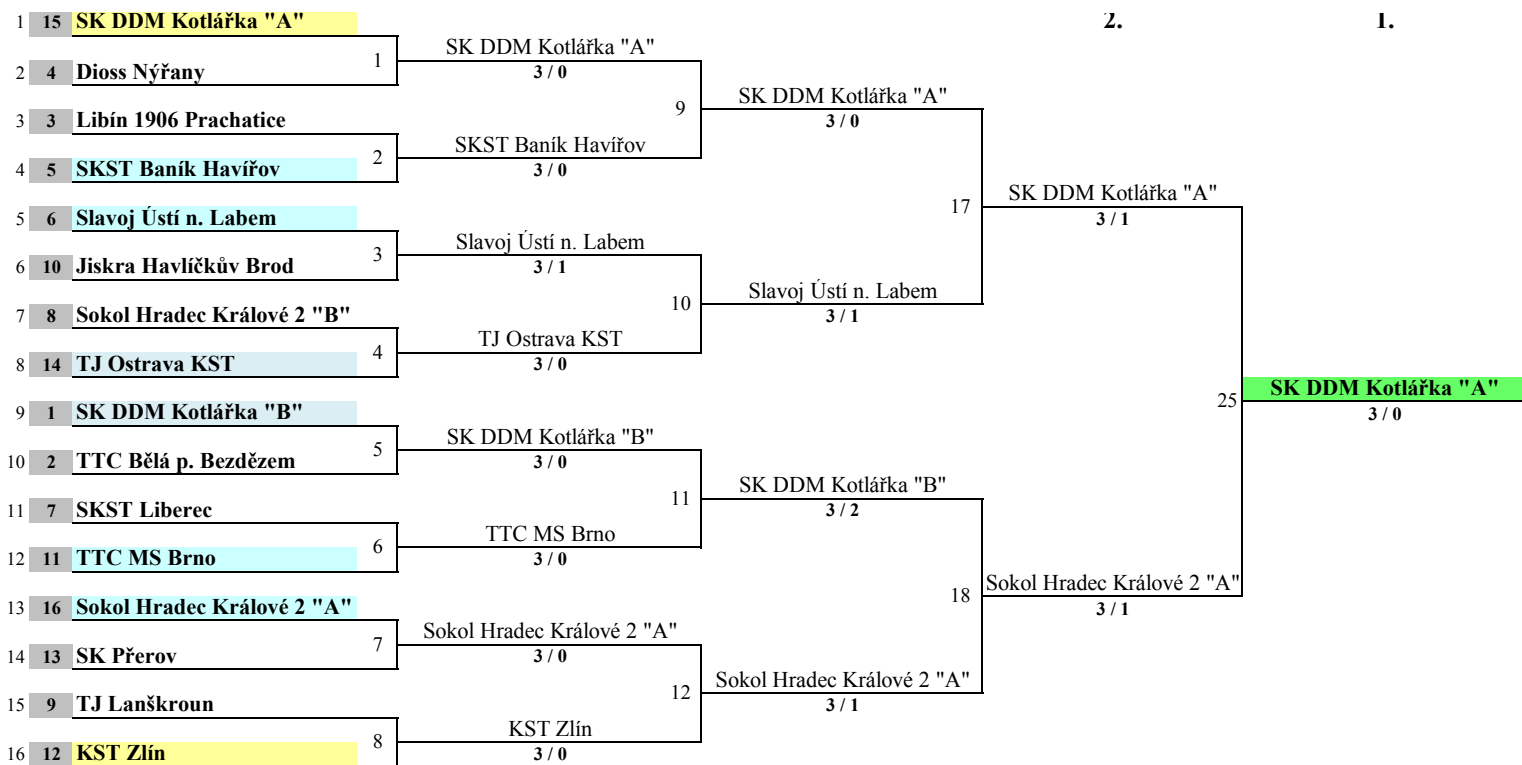 2. 1.
1 15 SK DDM Kotlářka "A"
1
SK DDM Kotlářka "A"
3 / 0
2 4 Dioss Nýřany
9
SK DDM Kotlářka "A"
3 / 0
3 3 Libín 1906 Prachatice
2
SKST Baník Havířov
3 / 0
4 5 SKST Baník Havířov
17
SK DDM Kotlářka "A"
3 / 1
5 6 Slavoj Ústí n. Labem
3
Slavoj Ústí n. Labem
3 / 1
6 10 Jiskra Havlíčkův Brod
10
Slavoj Ústí n. Labem
3 / 1
7 8 Sokol Hradec Králové 2 "B"
4
TJ Ostrava KST
3 / 0
8 14 TJ Ostrava KST
25
SK DDM Kotlářka "A"
3 / 0
9 1 SK DDM Kotlářka "B"
5
SK DDM Kotlářka "B"
3 / 0
10 2 TTC Bělá p. Bezdězem
11
SK DDM Kotlářka "B"
3 / 2
11 7 SKST Liberec
6
TTC MS Brno
3 / 0
12 11 TTC MS Brno
18
Sokol Hradec Králové 2 "A"
3 / 1
13 16 Sokol Hradec Králové 2 "A"
7
Sokol Hradec Králové 2 "A"
3 / 0
14 13 SK Přerov
12
Sokol Hradec Králové 2 "A"
3 / 1
15 9 TJ Lanškroun
8
KST Zlín
3 / 0
16 12 KST Zlín